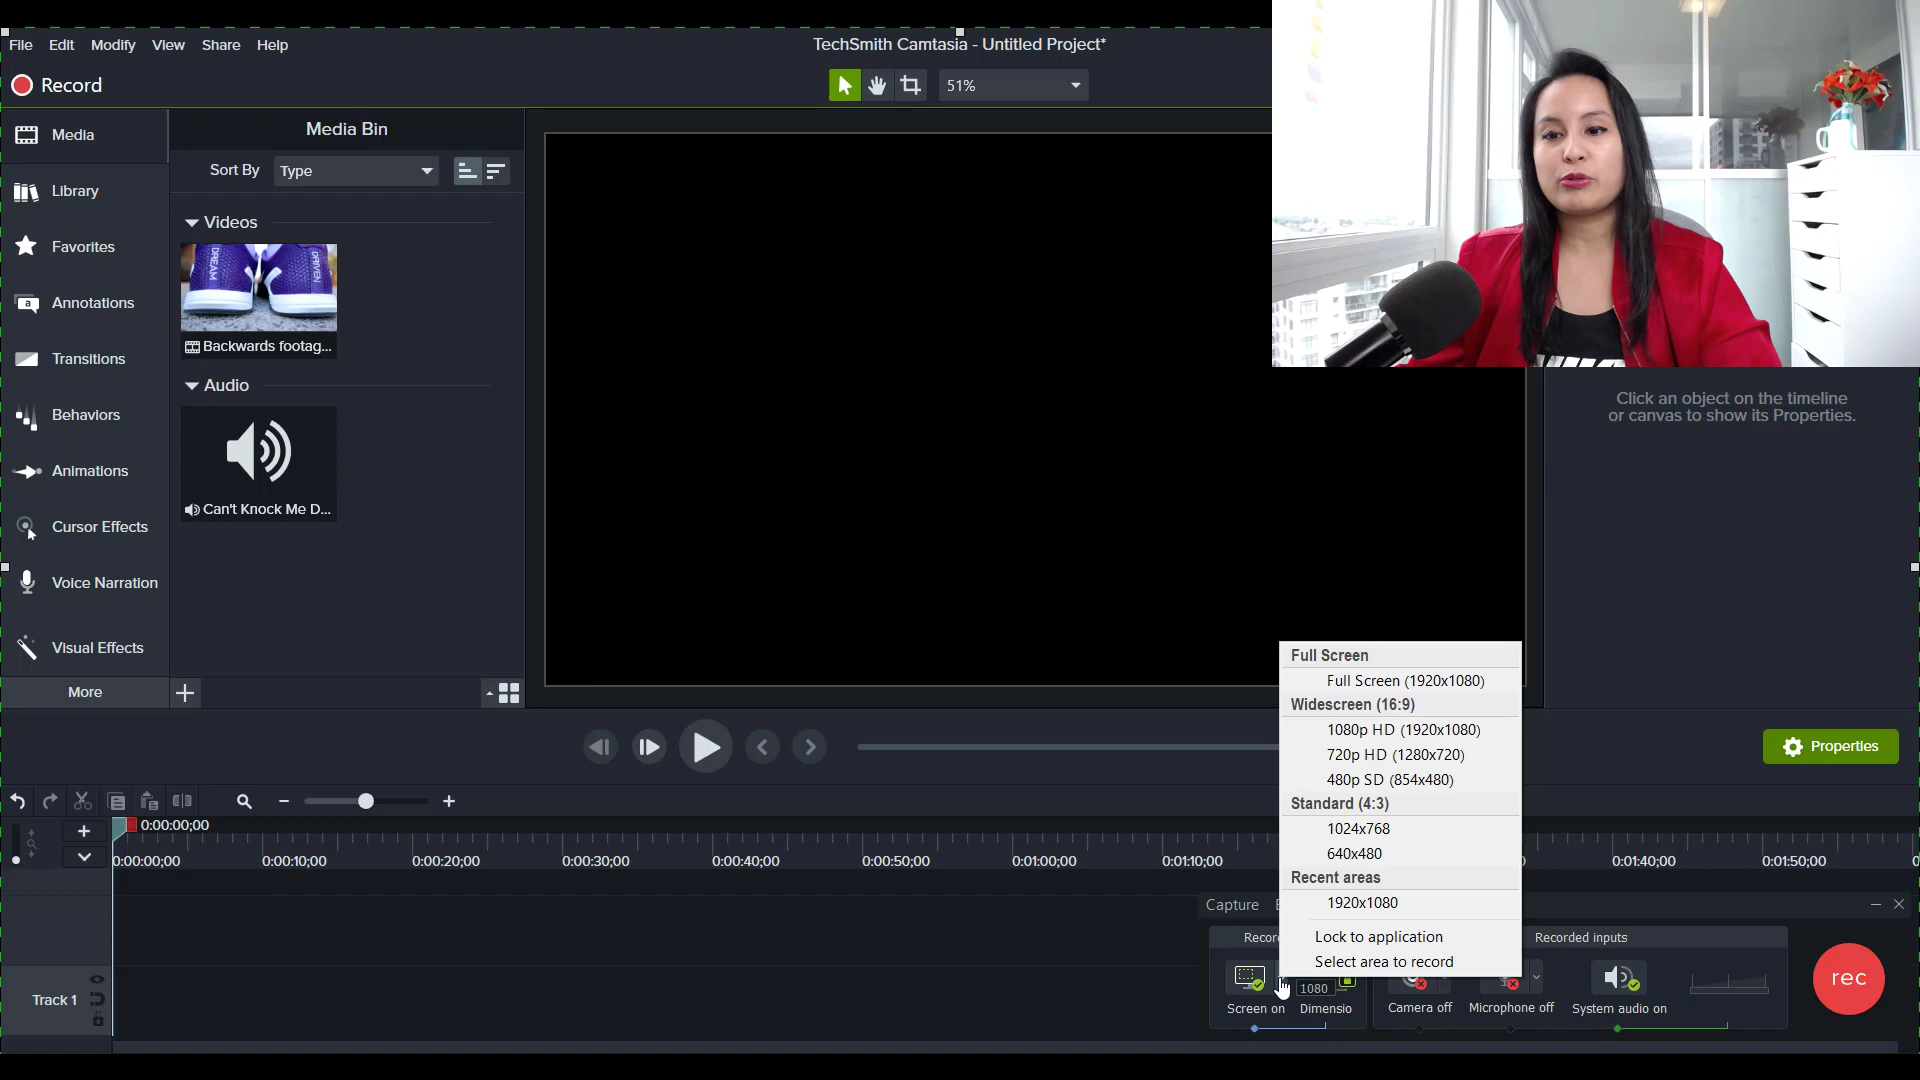 File Edit Modify View Share Help
TechSmith Camtasia - Untitled Project*
Record
51%
Media
Library
Favorites
a
Annotations
Transitions
Behaviors
Animations
Cursor Effects
Voice Narration
Visual Effects
More
Media Bin
Sort By Type
Videos
DREAM
DRIVEN
Backwards footag...
Audio
Can't Knock Me D...
Click an object on the timeline
or canvas to show its Properties.
Properties
Full Screen
Full Screen (1920x1080)
Widescreen (16:9)
1080p HD (1920x1080)
720p HD (1280x720)
480p SD (854x480)
Standard (4:3)
1024x768
640x480
Recent areas
1920x1080
Lock to application
Select area to record
0:00:00;00
0:00:00;00 0:00:10;00 0:00:20;00 0:00:30;00 0:00:40;00 0:00:50;00 0:01:00;00 0:01:10;00 0:01:40;00 0:01:50;00
Track 1
Capture
Recorded inputs
1080
Screen on Dimensio Camera off Microphone off System audio on
rec